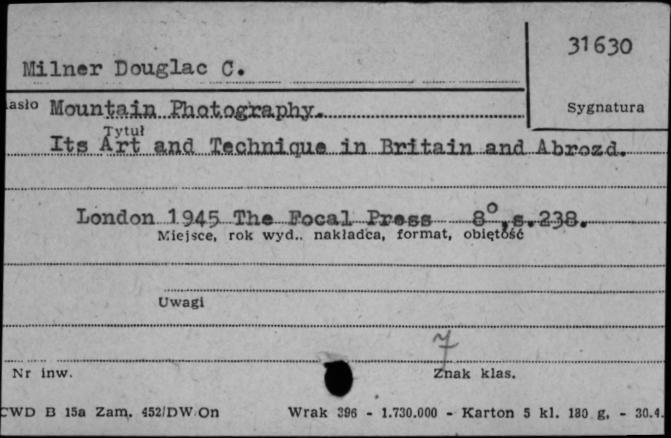 31630
Milner Douglac C.
asło Mountain Photography.
Sygnatura
Tytuł
Its Art and Technique in Britain and Abrozd.
London 1945 The Focal Press 8°,s.238.
Miejsce, rok wyd., nakładca, format, objętość
Uwagi
7
Nr inw.
Znak klas.
CWD B 15a Zam. 452/DW On Wrak 396 - 1.730.000 - Karton 5 kl. 180 g. - 30.4.